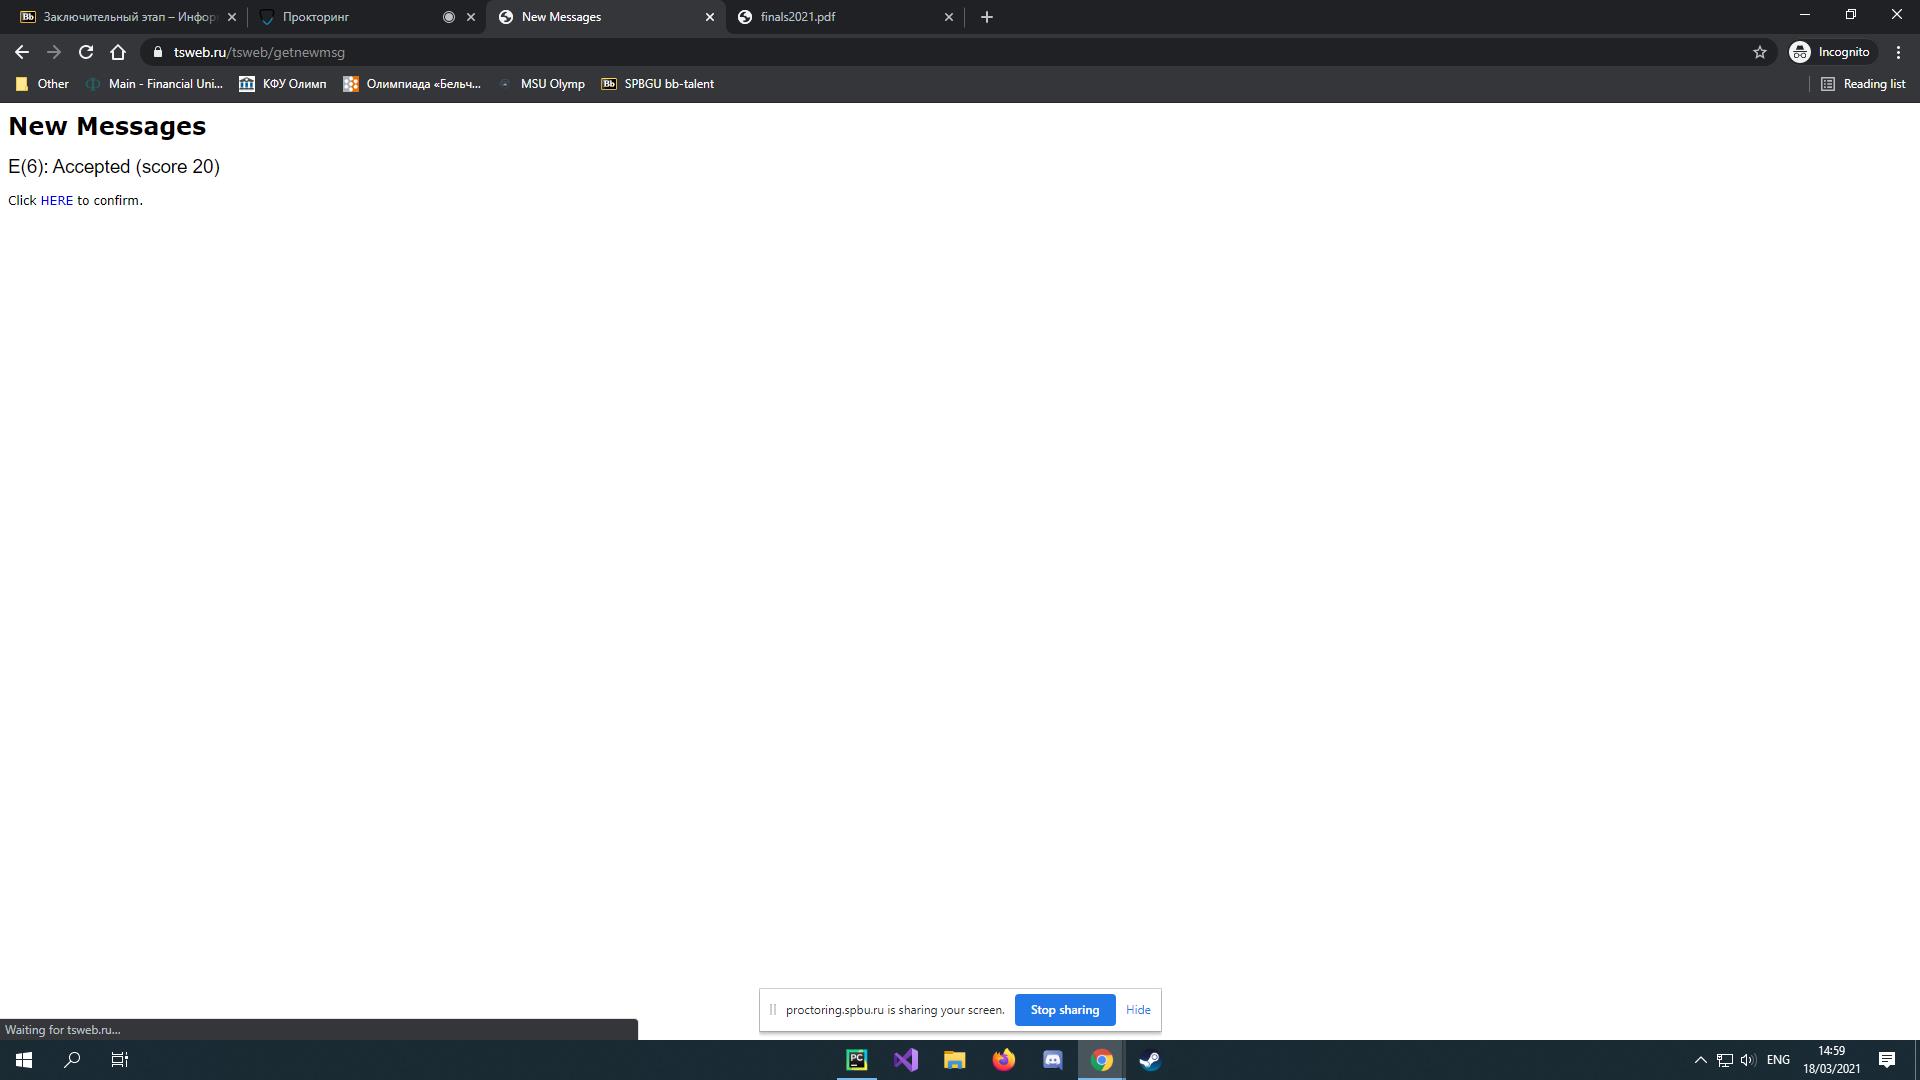 Bb Заключительный этап – Инфор
Прокторинг
New Messages
finals2021.pdf
tsweb.ru/tsweb/getnewmsg
Incognito
Other
Main - Financial Uni...
КФУ Олимп
Олимпиада «Бельч...
MSU Olymp
Bb SPBGU bb-talent
Reading list
New Messages
E(6): Accepted (score 20)
Click HERE to confirm.
proctoring.spbu.ru is sharing your screen.
Stop sharing
Hide
Waiting for tsweb.ru...
PC
ENG
14:59
18/03/2021